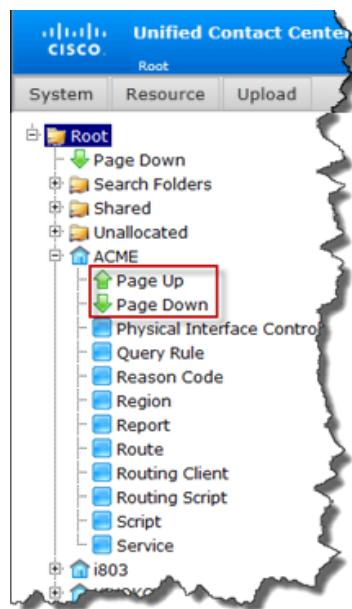 CISCO
Unified Contact Center
Root
System Resource Upload
Root
Page Down
Search Folders
Shared
Unallocated
ACME
Page Up
Page Down
Physical Interface Contro
Query Rule
Reason Code
Region
Report
Route
Routing Client
Routing Script
Script
Service
i803